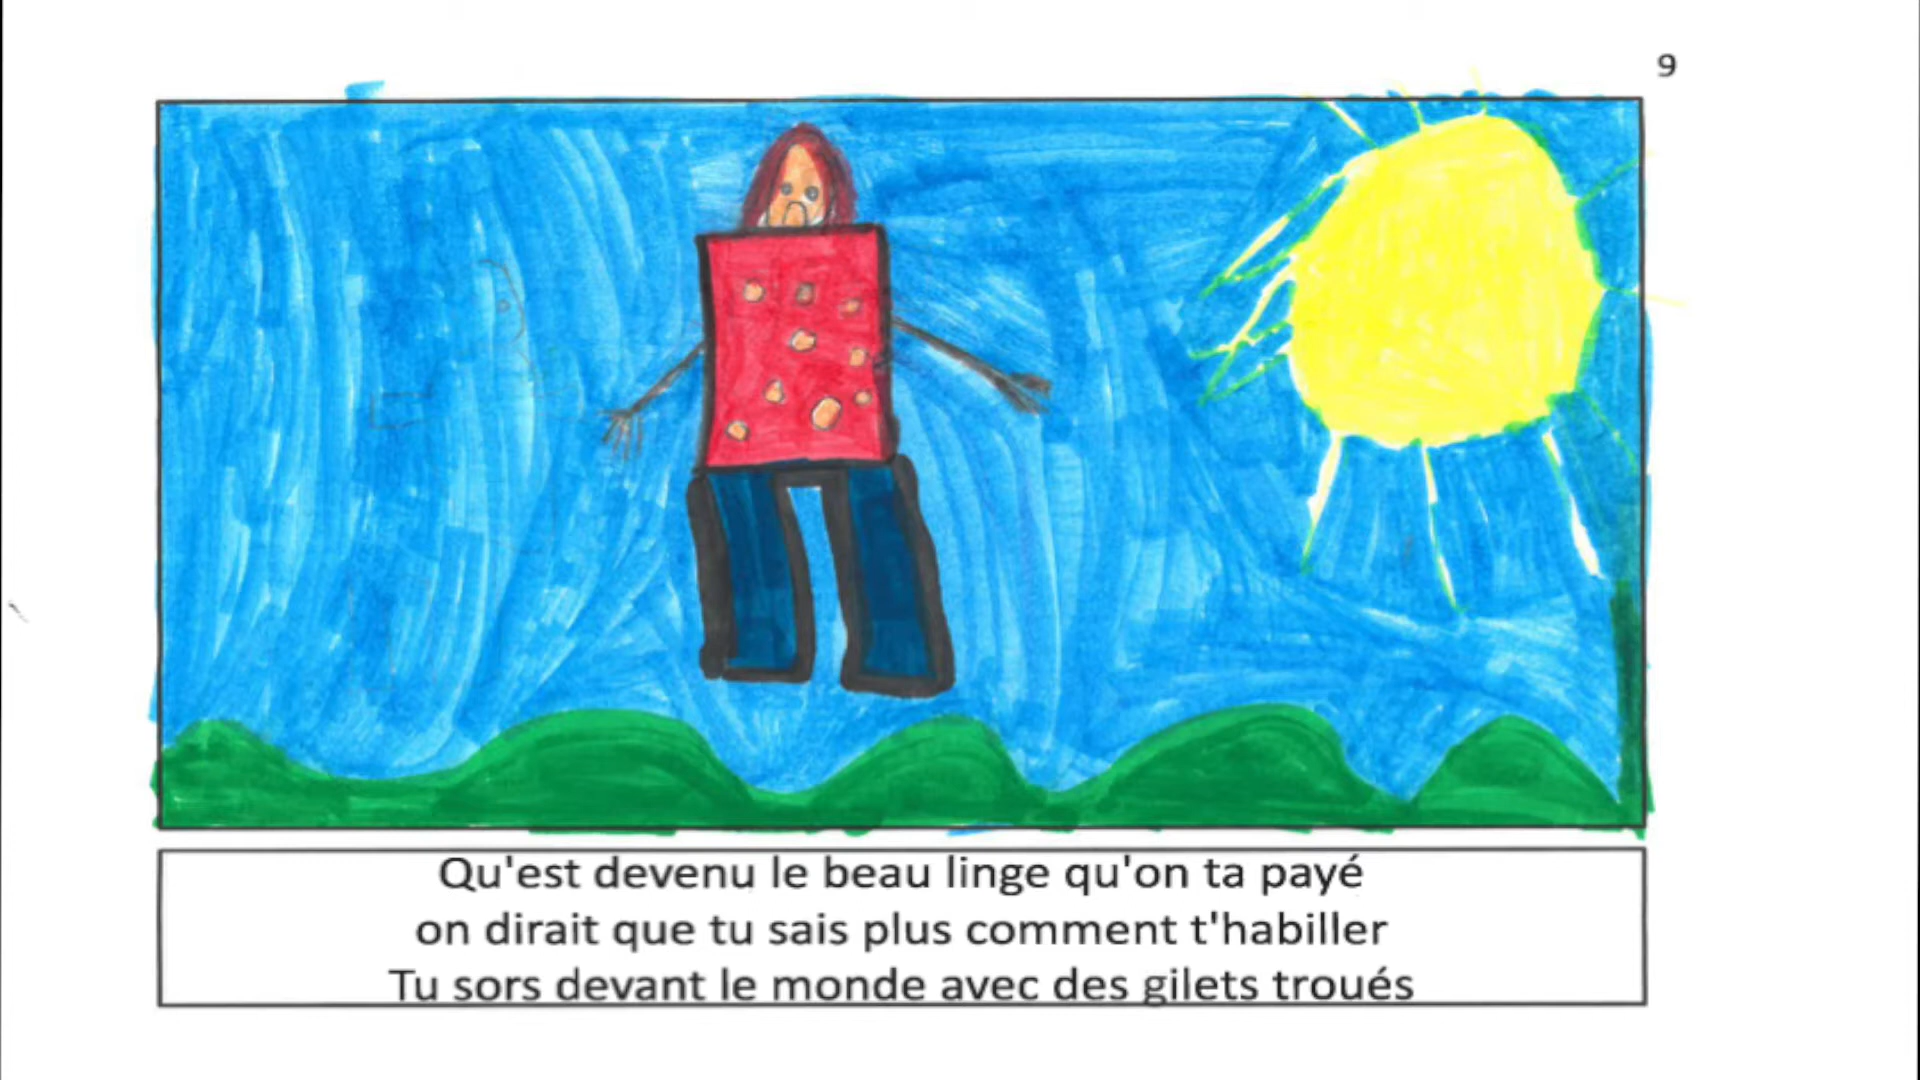 9
Qu'est devenu le beau linge qu'on ta payé
on dirait que tu sais plus comment t'habiller
Tu sors devant le monde avec des gilets troués